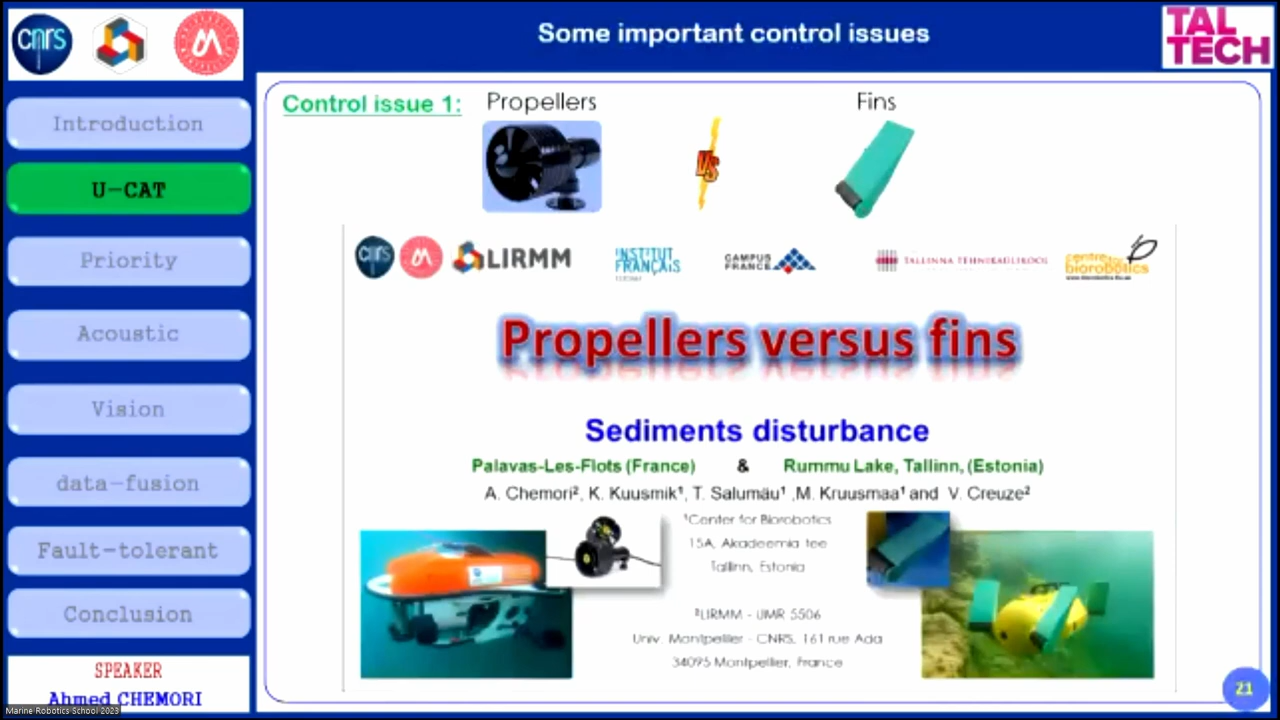 cnrs
Some important control issues
TAL
TECH
Introduction
U-CAT
Priority
Acoustic
Vision
data-fusion
Fault-tolerant
Conclusion
SPEAKER
Ahmed CHEMORI
Marine Robotics School 2023
Control issue 1:
Propellers
VS
Fins
cnrs
LIRMM
INSTITUT
FRANÇAIS
CAMPUS
FRANCE
TALLINNA TEHNIKAÜLIKOOL
centre for
biorobotics
Propellers versus fins
Sediments disturbance
Palavas-Les-Flots (France) & Rummu Lake, Tallinn, (Estonia)
A. Chemori², K. Kuusmik¹, T. Salumäu¹ ,M. Kruusmaa¹ and V. Creuze²
¹Center for Biorobotics
15A, Akadeemia tee
Tallinn, Estonia
²LIRMM - UMR 5506
Univ. Montpellier - CNRS, 161 rue Ada
34095 Montpellier, France
21